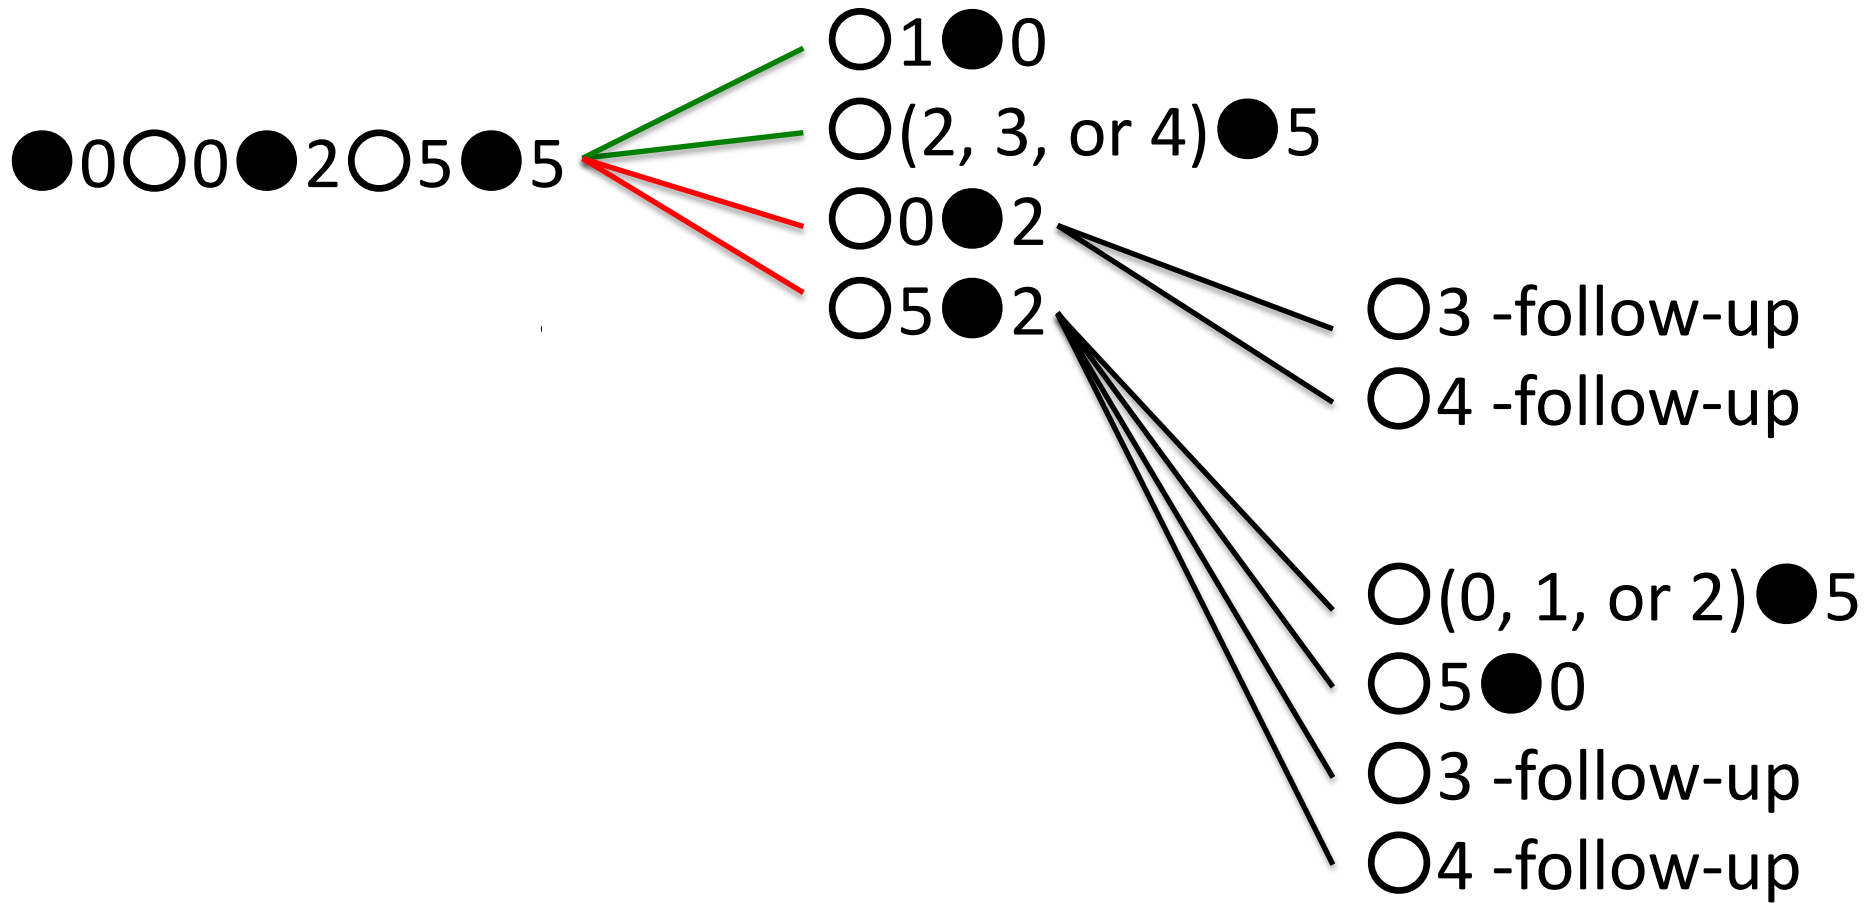 ●0○0●2○5●5
○1●0
○(2, 3, or 4)●5
○0●2
○5●2
○3 -follow-up
○4 -follow-up
○(0, 1, or 2)●5
○5●0
○3 -follow-up
○4 -follow-up